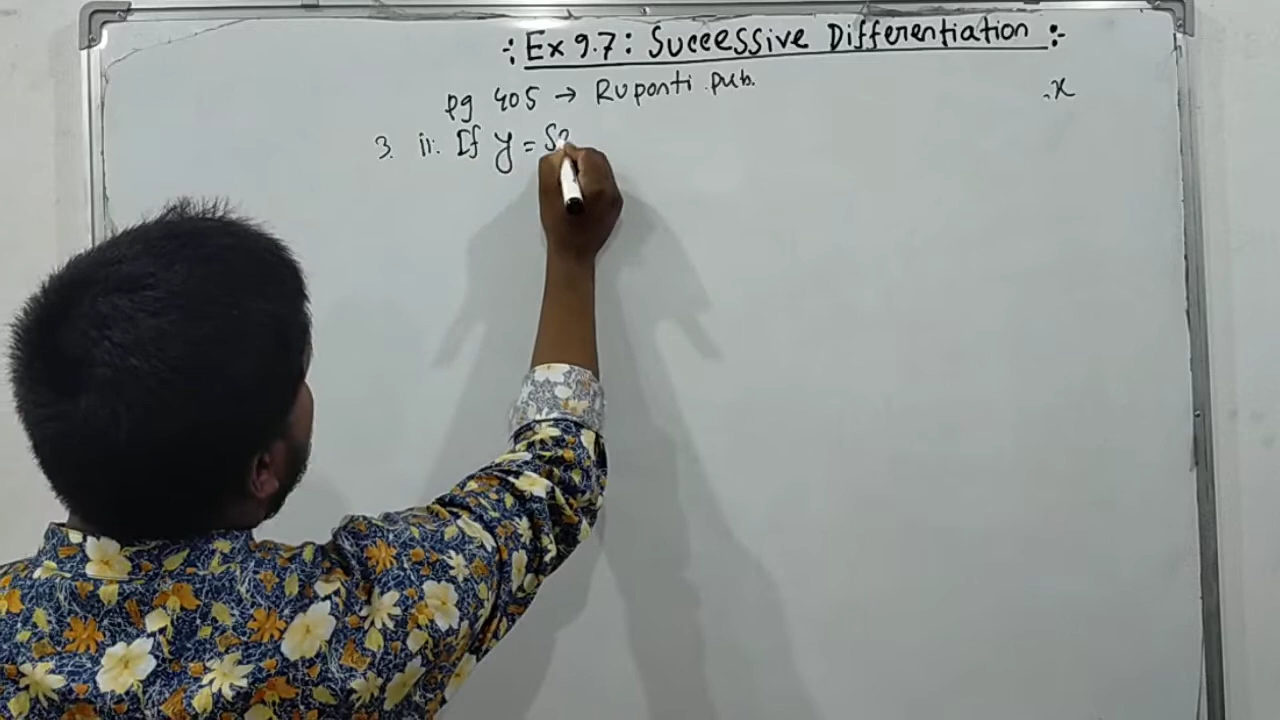 :Ex 9.7: Successive Differentiation:-
pg 405 → Ruponti pub.
.x
3. ii. If y = S